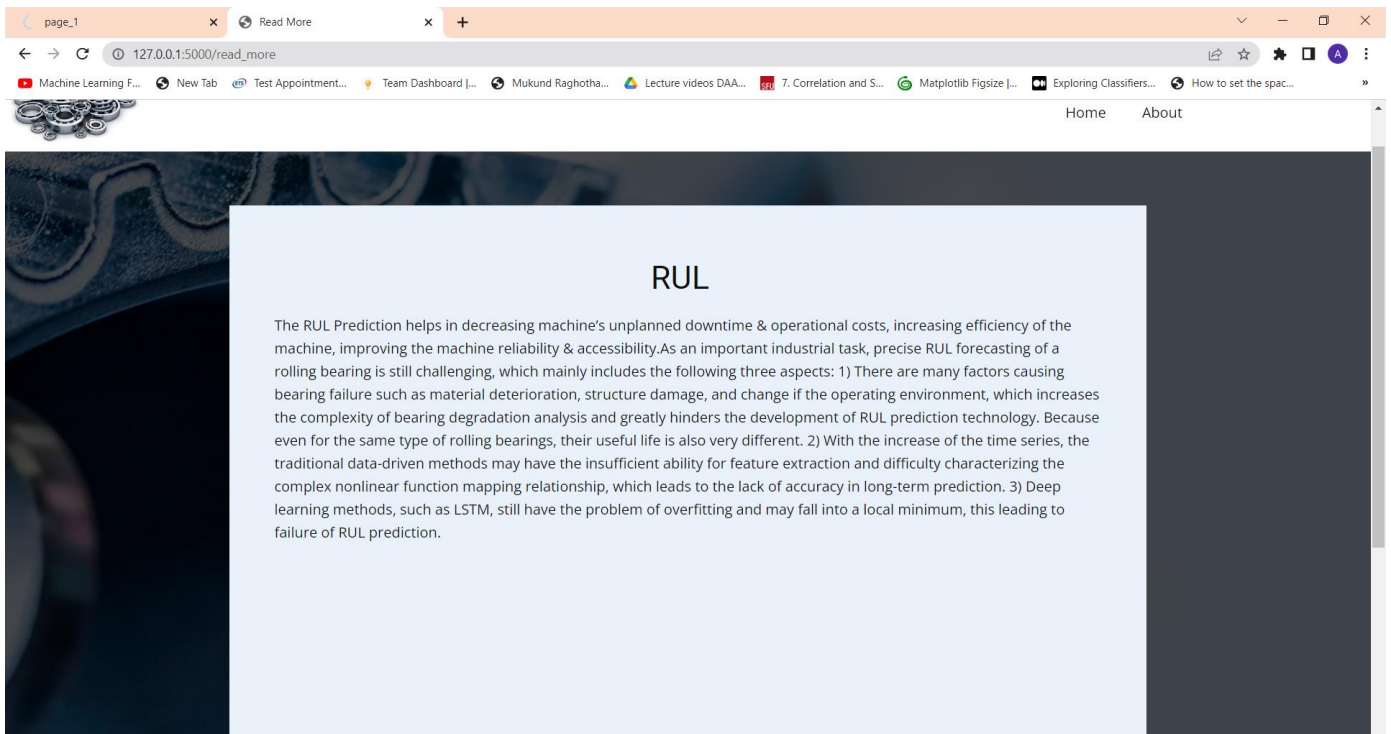 page_1
Read More
127.0.0.1:5000/read_more
A
Machine Learning F...
New Tab
Test Appointment...
Team Dashboard |...
Mukund Raghotha...
Lecture videos DAA...
SFU
7. Correlation and S...
Matplotlib Figsize |...
Exploring Classifiers...
How to set the spac...
»
Home
About
RUL
The RUL Prediction helps in decreasing machine’s unplanned downtime & operational costs, increasing efficiency of the
machine, improving the machine reliability & accessibility.As an important industrial task, precise RUL forecasting of a
rolling bearing is still challenging, which mainly includes the following three aspects: 1) There are many factors causing
bearing failure such as material deterioration, structure damage, and change if the operating environment, which increases
the complexity of bearing degradation analysis and greatly hinders the development of RUL prediction technology. Because
even for the same type of rolling bearings, their useful life is also very different. 2) With the increase of the time series, the
traditional data-driven methods may have the insufficient ability for feature extraction and difficulty characterizing the
complex nonlinear function mapping relationship, which leads to the lack of accuracy in long-term prediction. 3) Deep
learning methods, such as LSTM, still have the problem of overfitting and may fall into a local minimum, this leading to
failure of RUL prediction.